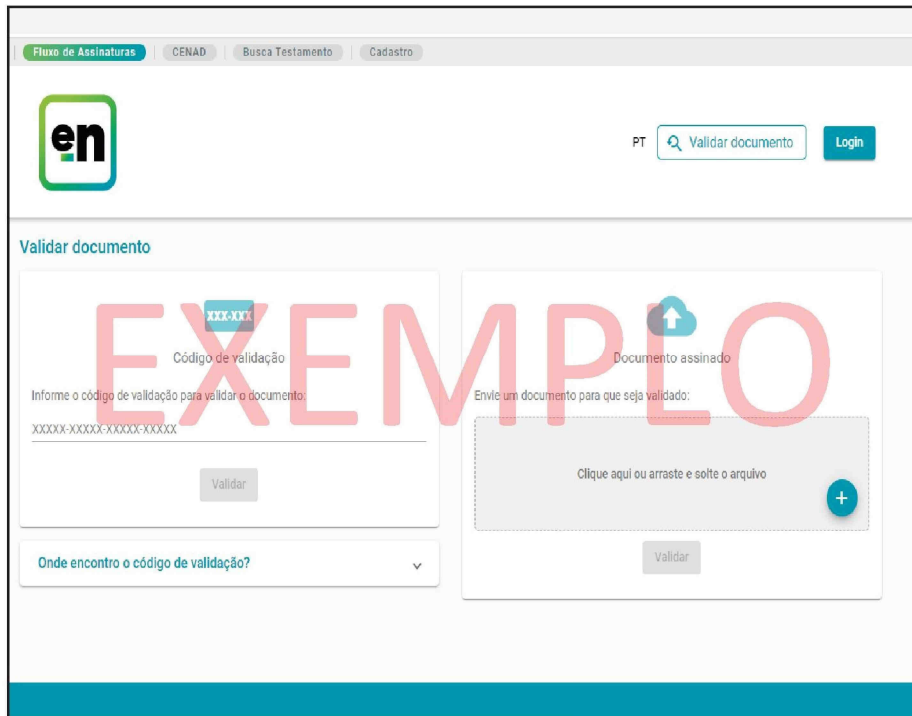 Fluxo de Assinaturas CENAD Busca Testamento Cadastro
en
PT Validar documento Login
Validar documento
XXX-XXX
Código de validação
Informe o código de validação para validar o documento:
XXXXX-XXXXX-XXXXX-XXXXX
Validar
Onde encontro o código de validação?
Documento assinado
Envie um documento para que seja validado:
Clique aqui ou arraste e solte o arquivo
+
Validar
EXEMPLO